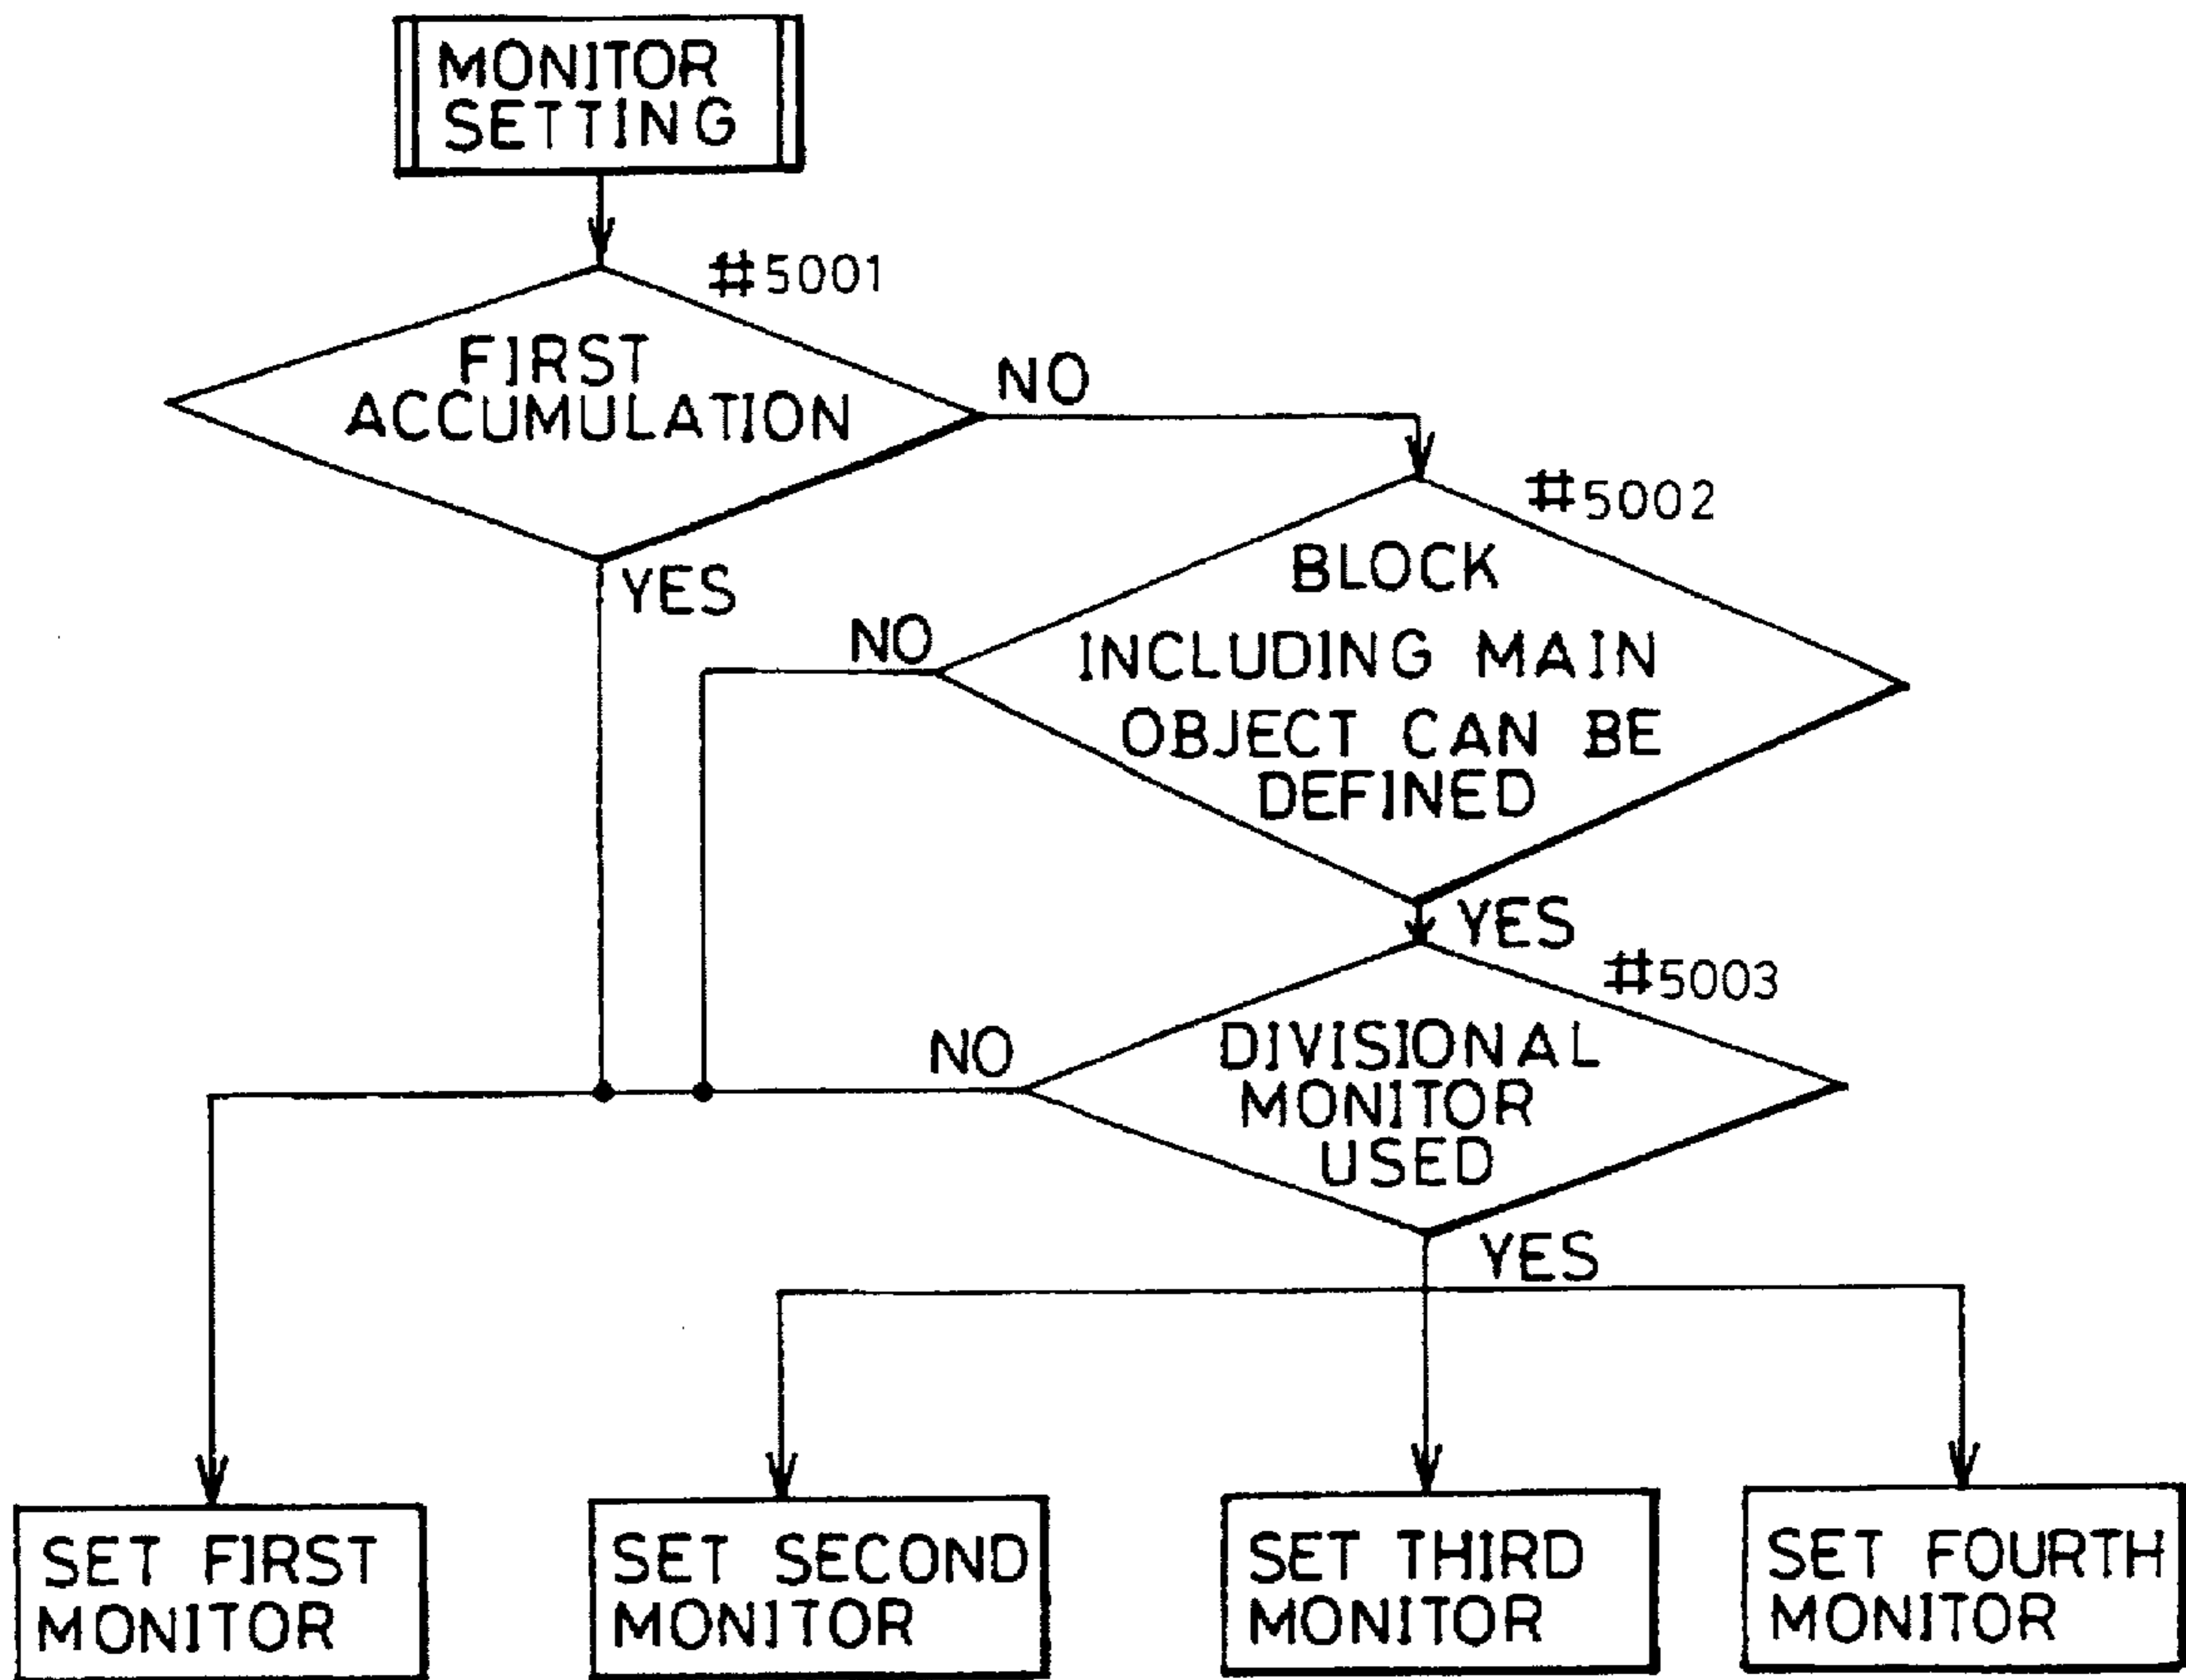 MONITOR
SETTING
#5001
FIRST
ACCUMULATION
NO
YES
#5002
BLOCK
INCLUDING MAIN
OBJECT CAN BE
DEFINED
NO
YES
#5003
DIVISIONAL
MONITOR
USED
NO
YES
SET FIRST
MONITOR
SET SECOND
MONITOR
SET THIRD
MONITOR
SET FOURTH
MONITOR